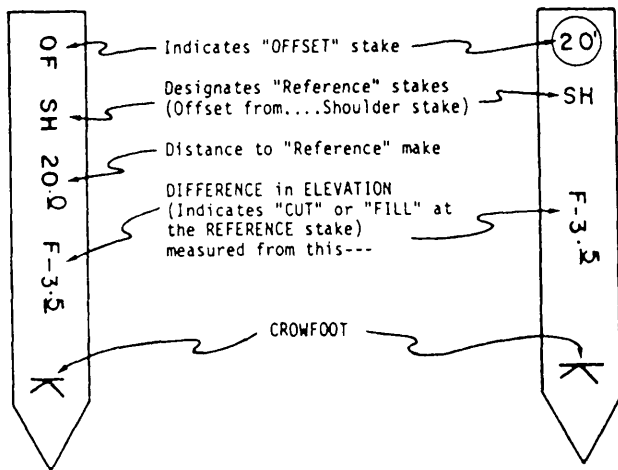 OF
SH
20.0
F-3.5
Indicates "OFFSET" stake
Designates "Reference" stakes
(Offset from....Shoulder stake)
Distance to "Reference" make
DIFFERENCE in ELEVATION
(Indicates "CUT" or "FILL" at
the REFERENCE stake)
measured from this---
CROWFOOT
20'
SH
F-3.5